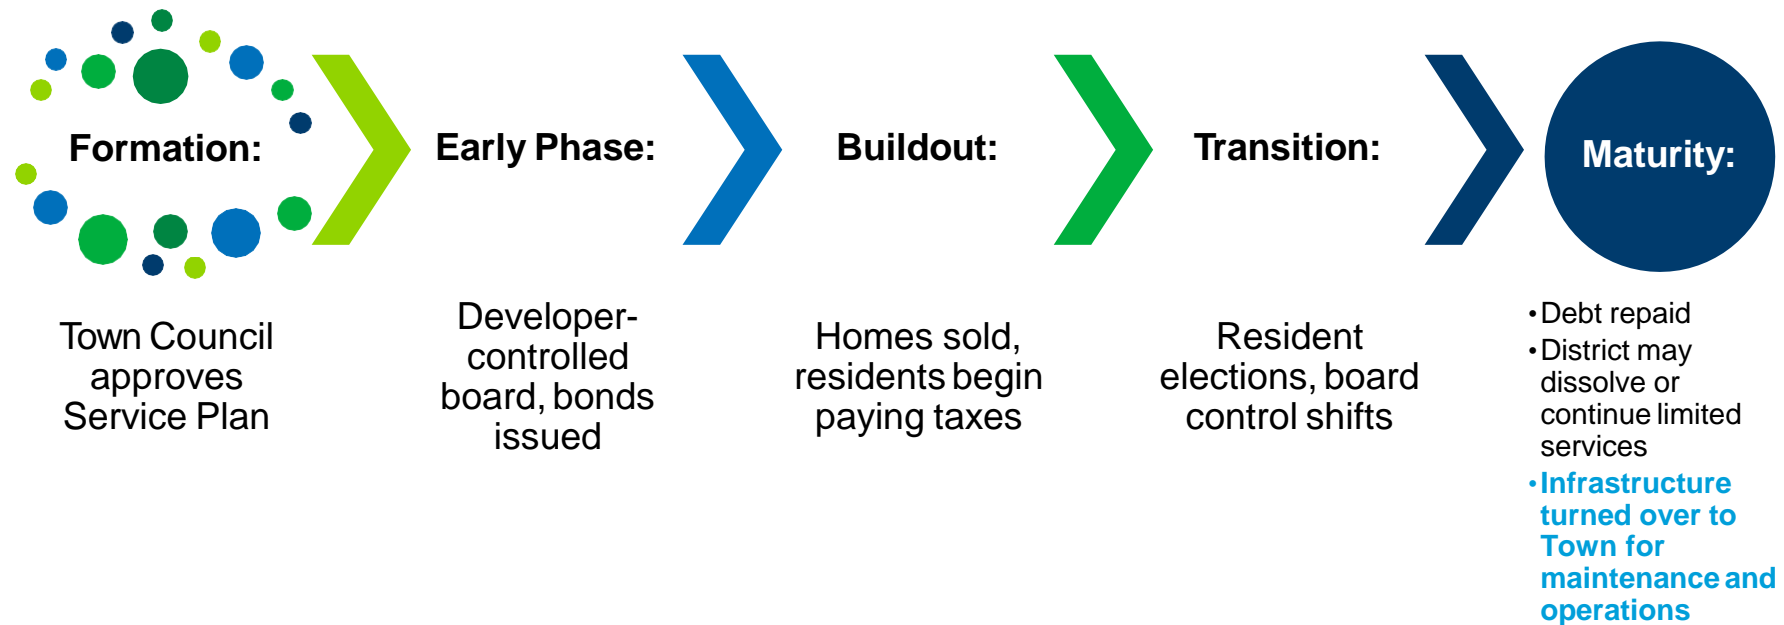 Formation:
Town Council
approves
Service Plan
Early Phase:
Developer-
controlled
board, bonds
issued
Buildout:
Homes sold,
residents begin
paying taxes
Transition:
Resident
elections, board
control shifts
Maturity:
•Debt repaid
•District may
dissolve or
continue limited
services
•Infrastructure
turned over to
Town for
maintenance and
operations